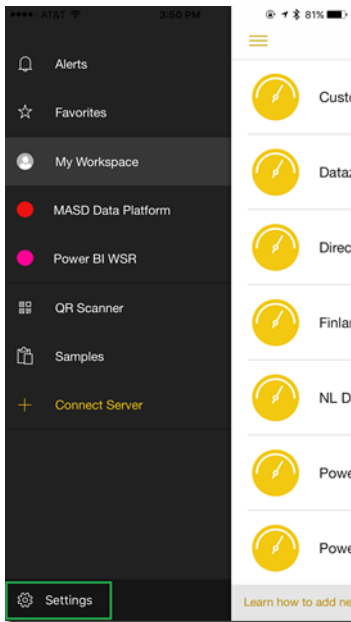 AT&T 3:50 PM
81%
Alerts
Favorites
My Workspace
MASD Data Platform
Power BI WSR
QR Scanner
Samples
+ Connect Server
Settings
Custo
Dataz
Direc
Finlar
NL D
Powe
Powe
Learn how to add ne